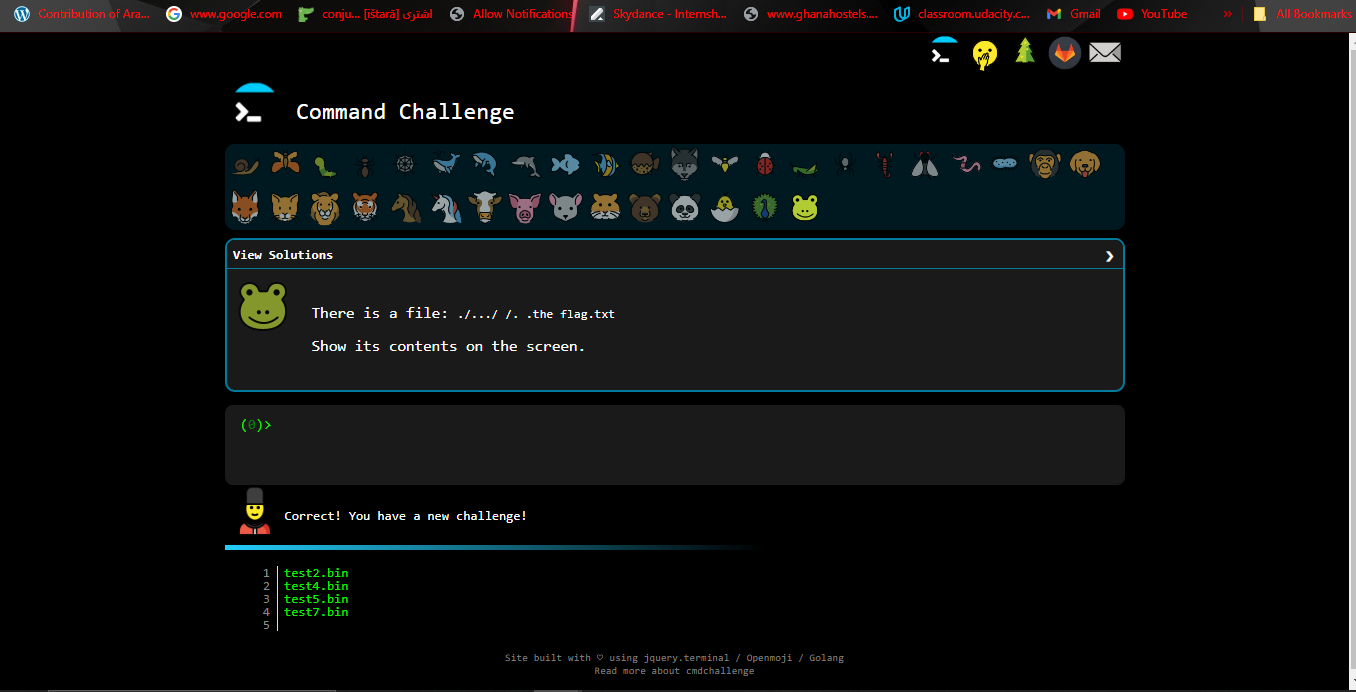 Contribution of Ara... www.google.com conju... [ištarā] اشتری Allow Notifications Skydance - Internsh... www.ghanahostels.... classroom.udacity.c... Gmail YouTube » All Bookmarks
Command Challenge
View Solutions
There is a file: ./.../ /. .the flag.txt
Show its contents on the screen.
(0)>
Correct! You have a new challenge!
1 test2.bin
2 test4.bin
3 test5.bin
4 test7.bin
5
Site built with ♡ using jquery.terminal / Openmoji / Golang
Read more about cmdchallenge